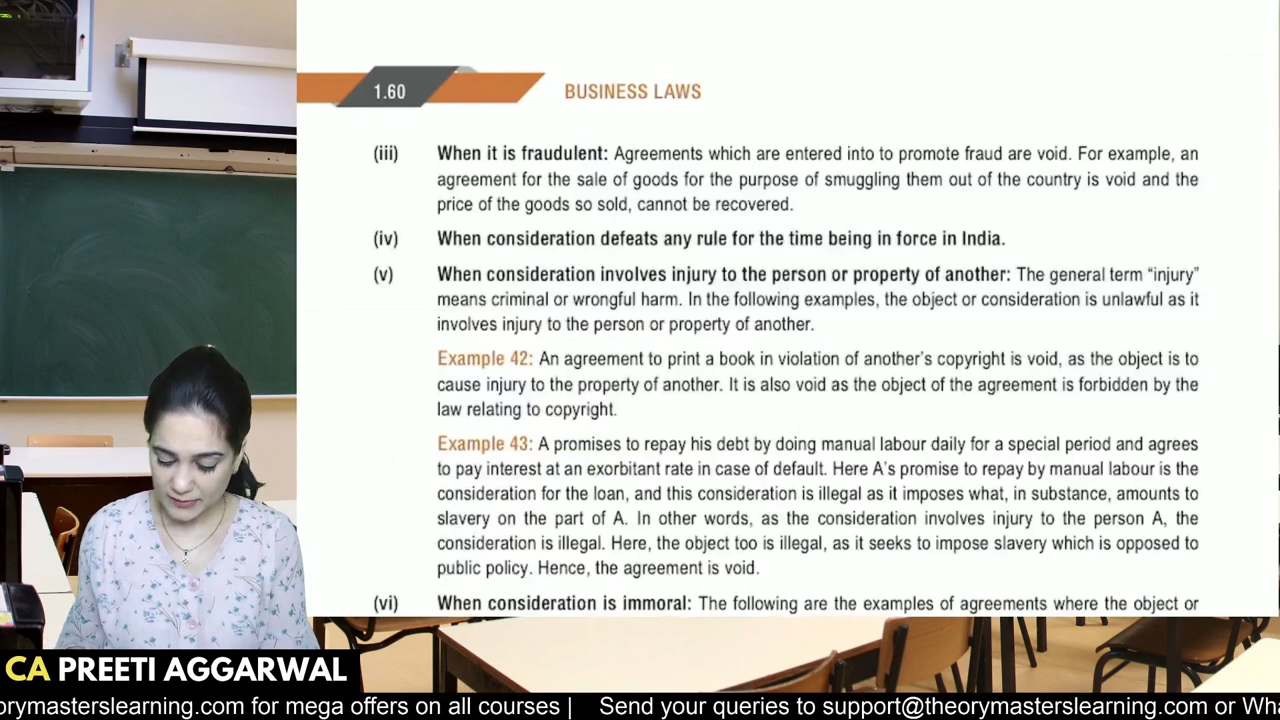 1.60
BUSINESS LAWS
(iii) When it is fraudulent: Agreements which are entered into to promote fraud are void. For example, an
agreement for the sale of goods for the purpose of smuggling them out of the country is void and the
price of the goods so sold, cannot be recovered.
(iv) When consideration defeats any rule for the time being in force in India.
(v) When consideration involves injury to the person or property of another: The general term “injury”
means criminal or wrongful harm. In the following examples, the object or consideration is unlawful as it
involves injury to the person or property of another.
Example 42: An agreement to print a book in violation of another’s copyright is void, as the object is to
cause injury to the property of another. It is also void as the object of the agreement is forbidden by the
law relating to copyright.
Example 43: A promises to repay his debt by doing manual labour daily for a special period and agrees
to pay interest at an exorbitant rate in case of default. Here A’s promise to repay by manual labour is the
consideration for the loan, and this consideration is illegal as it imposes what, in substance, amounts to
slavery on the part of A. In other words, as the consideration involves injury to the person A, the
consideration is illegal. Here, the object too is illegal, as it seeks to impose slavery which is opposed to
public policy. Hence, the agreement is void.
(vi) When consideration is immoral: The following are the examples of agreements where the object or
CA PREETI AGGARWAL
orymasterslearning.com for mega offers on all courses | Send your queries to support@theorymasterslearning.com or Wha